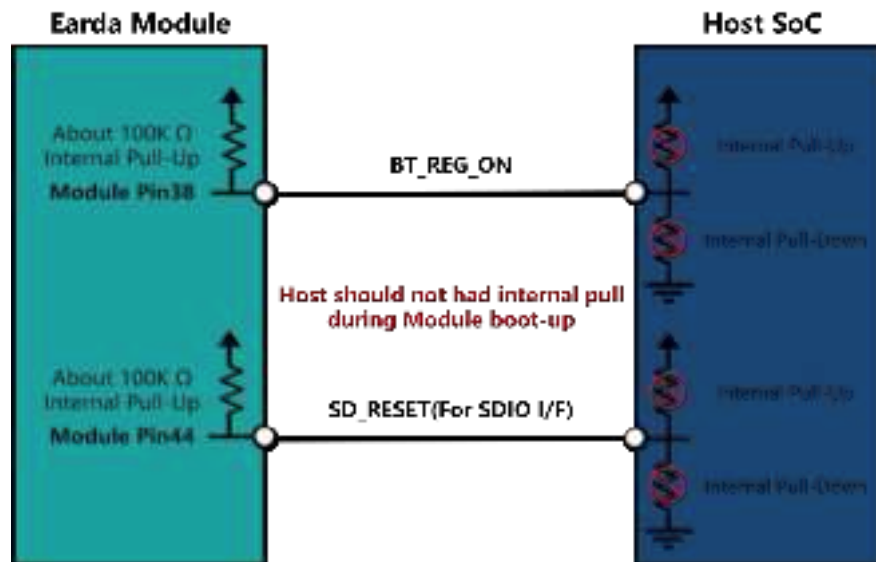 Earda Module
Host SoC
About 100K Ω
Internal Pull-Up
Module Pin38
BT_REG_ON
Internal Pull-Up
Internal Pull-Down
Host should not had internal pull
during Module boot-up
About 100K Ω
Internal Pull-Up
Module Pin44
SD_RESET(For SDIO I/F)
Internal Pull-Up
Internal Pull-Down